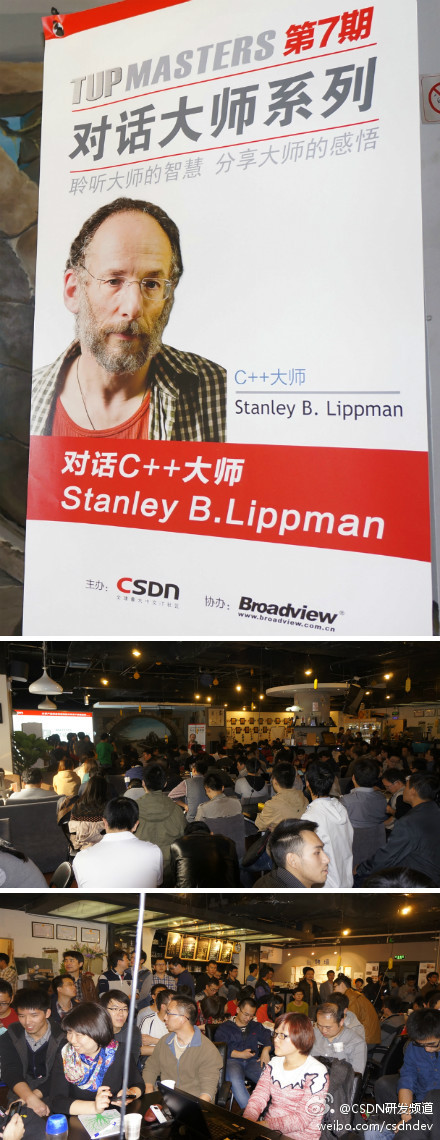 TUP MASTERS 第7期
对话大师系列
聆听大师的智慧 分享大师的感悟
C++大师
Stanley B. Lippman
对话C++大师
Stanley B.Lippman
主办： CSDN
协办： Broadview®
www.broadview.com.cn
@CSDN研发频道
weibo.com/csdndev